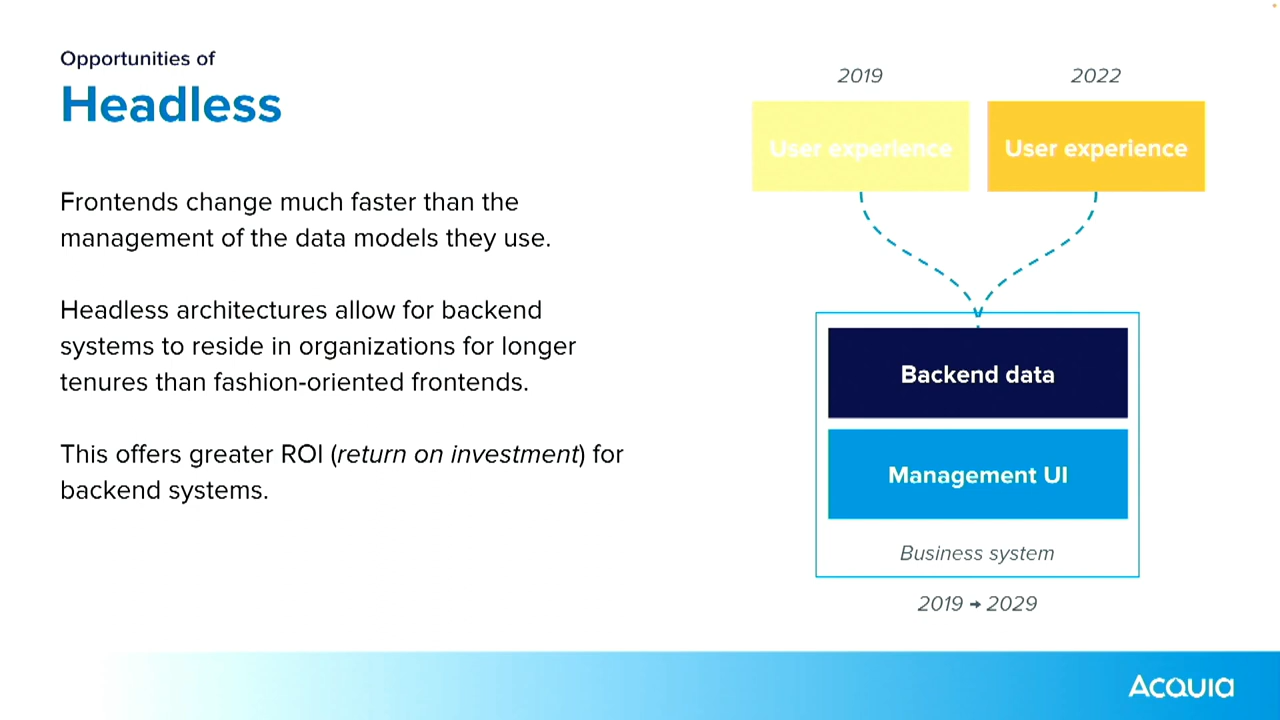 Opportunities of
Headless
Frontends change much faster than the
management of the data models they use.
Headless architectures allow for backend
systems to reside in organizations for longer
tenures than fashion-oriented frontends.
This offers greater ROI (return on investment) for
backend systems.
2019
2022
User experience
User experience
Backend data
Management UI
Business system
2019 → 2029
Acquia